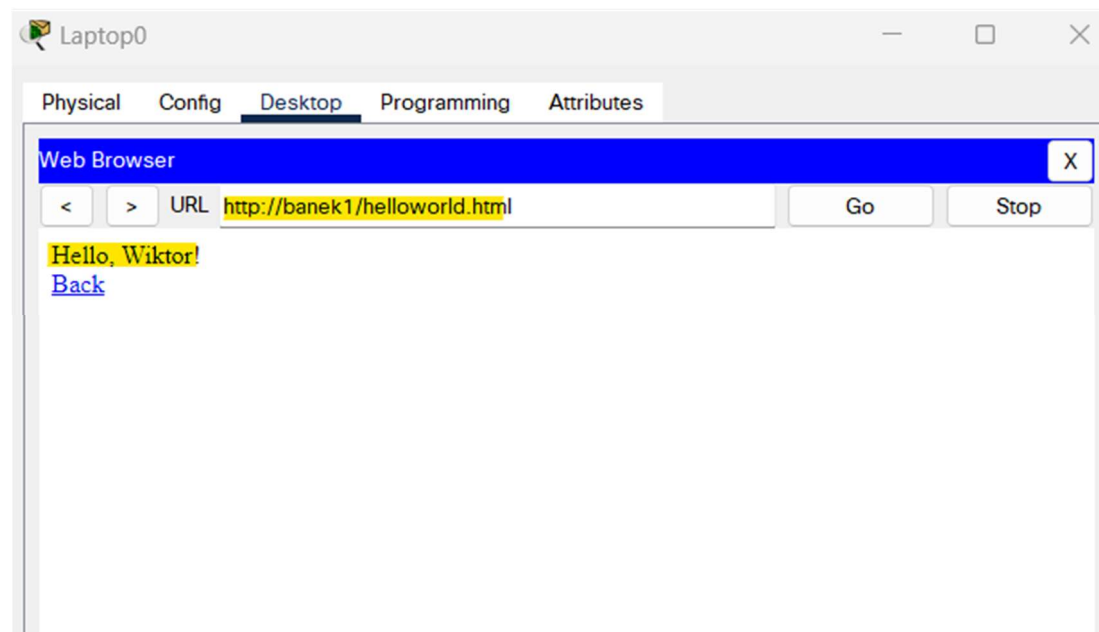 Laptop0
Physical Config Desktop Programming Attributes
Web Browser X
< > URL http://banek1/helloworld.html Go Stop
Hello, Wiktor!
Back